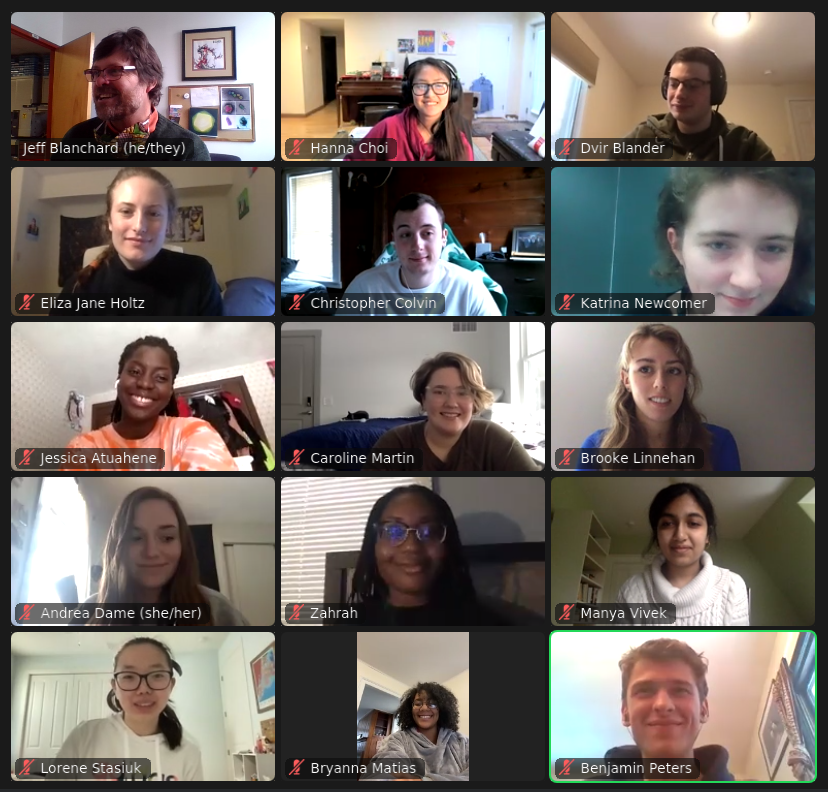 Jeff Blanchard (he/they)
Hanna Choi
Dvir Blander
Eliza Jane Holtz
Christopher Colvin
Katrina Newcomer
Jessica Atuahene
Caroline Martin
Brooke Linnehan
Andrea Dame (she/her)
Zahrah
Manya Vivek
Lorene Stasiuk
Bryanna Matias
Benjamin Peters